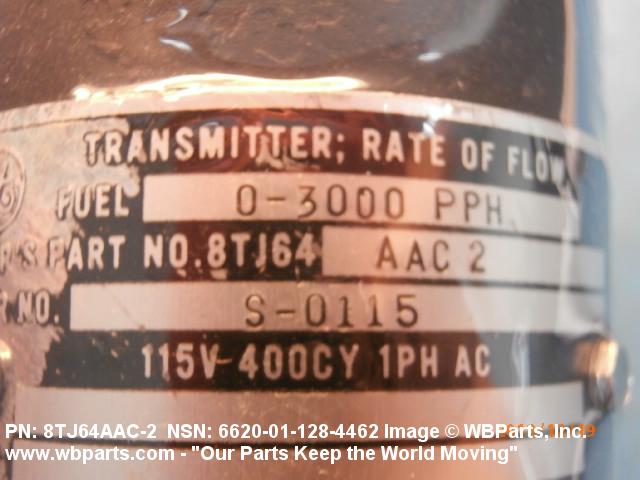 TRANSMITTER; RATE OF FLOW
FUEL 0-3000 PPH
R'S PART NO. 8TJ64 AAC 2
R NO. S-0115
115V-400CY 1PH AC
PN: 8TJ64AAC-2 NSN: 6620-01-128-4462 Image © WBParts, Inc.
www.wbparts.com - "Our Parts Keep the World Moving"